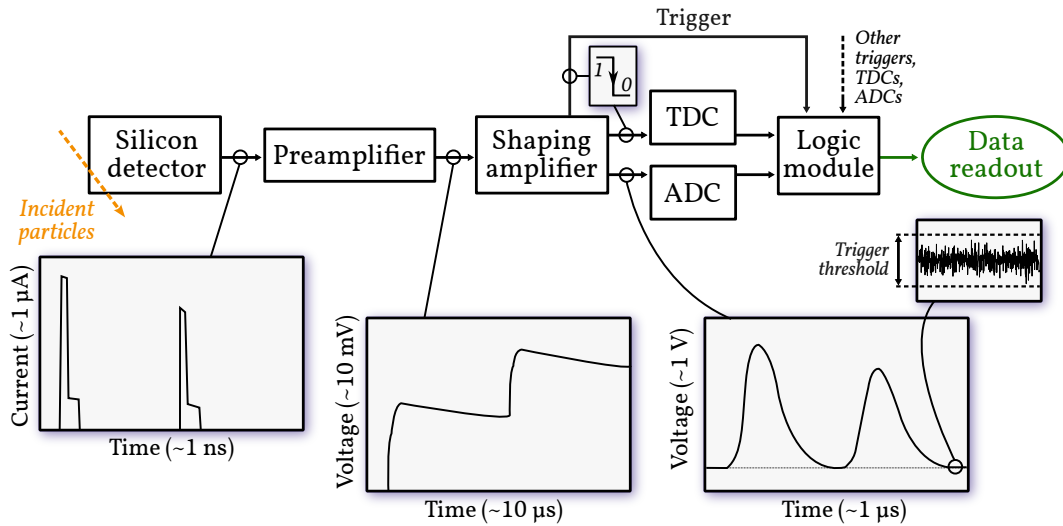 Trigger
Other
triggers,
TDCs,
ADCs
1
0
Silicon
detector
Preamplifier
Shaping
amplifier
TDC
ADC
Logic
module
Data
readout
Incident
particles
Trigger
threshold
Current (~1 µA)
Time (~1 ns)
Voltage (~10 mV)
Time (~10 µs)
Voltage (~1 V)
Time (~1 µs)